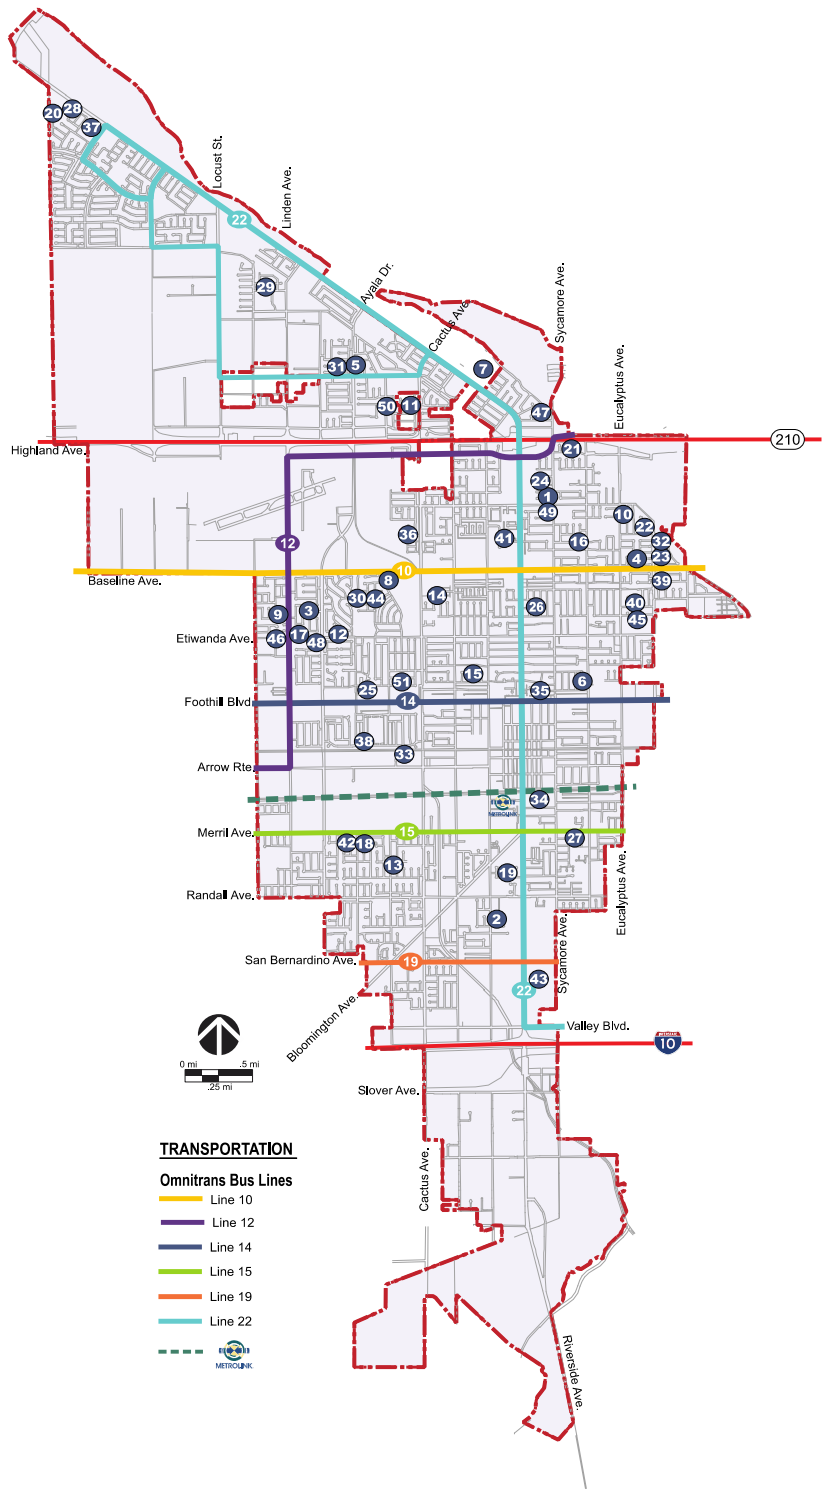 20
28
37
Locust St.
Linden Ave.
22
29
Ayala Dr.
Cactus Ave.
Sycamore Ave.
Eucalyptus Ave.
31
5
7
50
11
47
Highland Ave.
210
21
24
1
49
10
22
36
41
16
32
12
4
23
10
Baseline Ave.
8
39
30
44
14
26
40
9
3
45
Etiwanda Ave.
46
17
48
12
15
25
51
35
6
Foothill Blvd
14
38
33
Arrow Rte.
34
METROLINK
Merril Ave.
15
27
42
18
13
19
Randall Ave.
2
Eucalyptus Ave.
San Bernardino Ave.
19
43
Sycamore Ave.
22
Bloomington Ave.
Valley Blvd.
10
0 mi
.5 mi
.25 mi
Slover Ave.
Cactus Ave.
TRANSPORTATION
Omnitrans Bus Lines
Line 10
Line 12
Line 14
Line 15
Line 19
Line 22
METROLINK
Riverside Ave.